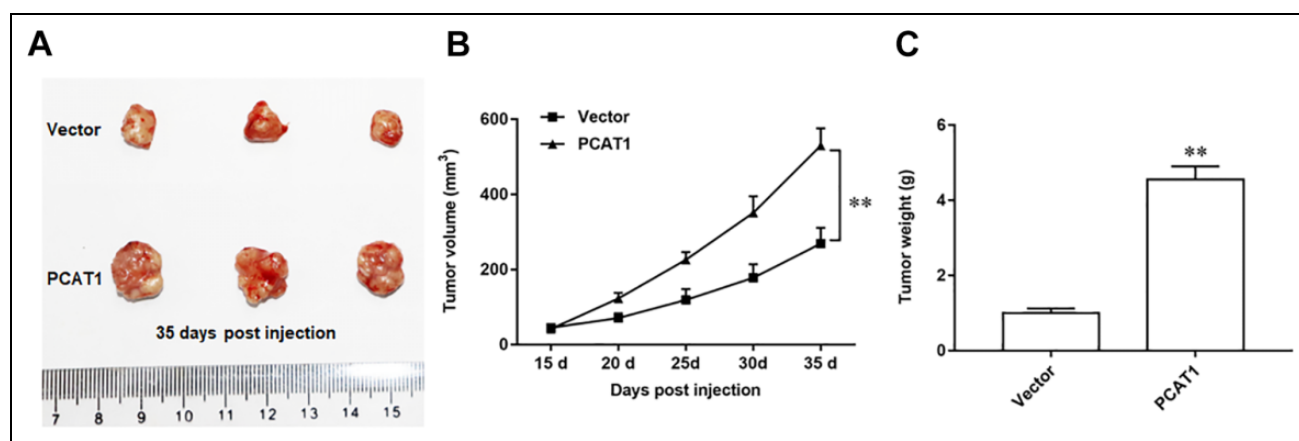 A
Vector
PCAT1
35 days post injection
7 8 9 10 11 12 13 14 15
B
Vector
PCAT1
Tumor volume (mm³)
600
400
200
0
15 d 20 d 25d 30d 35 d
Days post injection
**
C
Tumor weight (g)
6
4
2
0
**
Vector
PCAT1